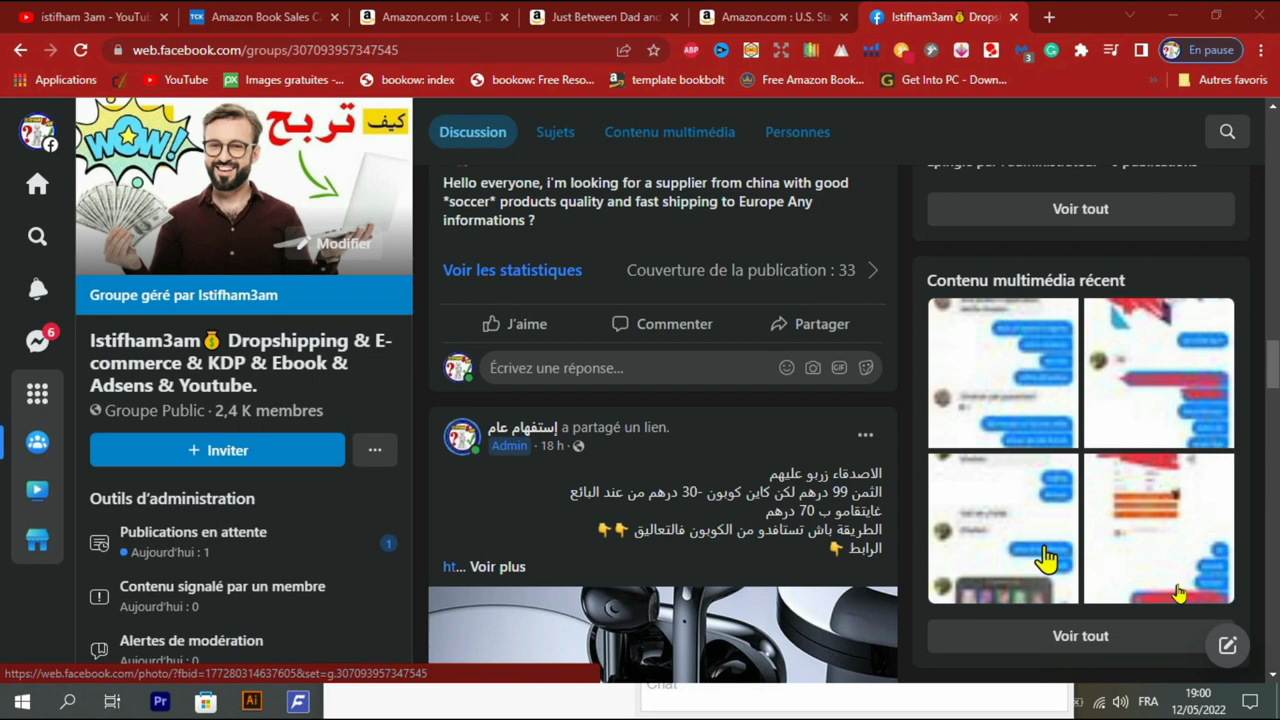 istifham 3am - YouTu
Amazon Book Sales C
Amazon.com : Love, D
Just Between Dad and
Amazon.com : U.S. Sta
Istifham3am💰 Drops
web.facebook.com/groups/307093957347545
ABP
3
En pause
Applications
YouTube
Images gratuites -...
bookow: index
bookow: Free Reso...
template bookbolt
Free Amazon Book...
Get Into PC - Down...
Autres favoris
WOW!
كيف
تربح
Modifier
Groupe géré par Istifham3am
Istifham3am💰 Dropshipping & E-
commerce & KDP & Ebook &
Adsens & Youtube.
Groupe Public · 2,4 K membres
+ Inviter
6
Outils d’administration
Publications en attente
Aujourd’hui : 1
1
Contenu signalé par un membre
Aujourd’hui : 0
Alertes de modération
Aujourd’hui : 0
Discussion
Sujets
Contenu multimédia
Personnes
Hello everyone, i'm looking for a supplier from china with good
*soccer* products quality and fast shipping to Europe Any
informations ?
Voir les statistiques
Couverture de la publication : 33
J’aime
Commenter
Partager
Écrivez une réponse...
إستفهام عام a partagé un lien.
Admin · 18 h ·
الاصدقاء زربو عليهم
الثمن 99 درهم لكن كاين كوبون -30 درهم من عند البائع
غايتقامو ب 70 درهم
الطريقة باش تستافدو من الكوبون فالتعاليق 👇👇
الرابط 👇
ht... Voir plus
Voir tout
Contenu multimédia récent
Voir tout
https://web.facebook.com/photo/?fbid=177280314637605&set=g.307093957347545
Chat
Pr
Ai
FRA
19:00
12/05/2022